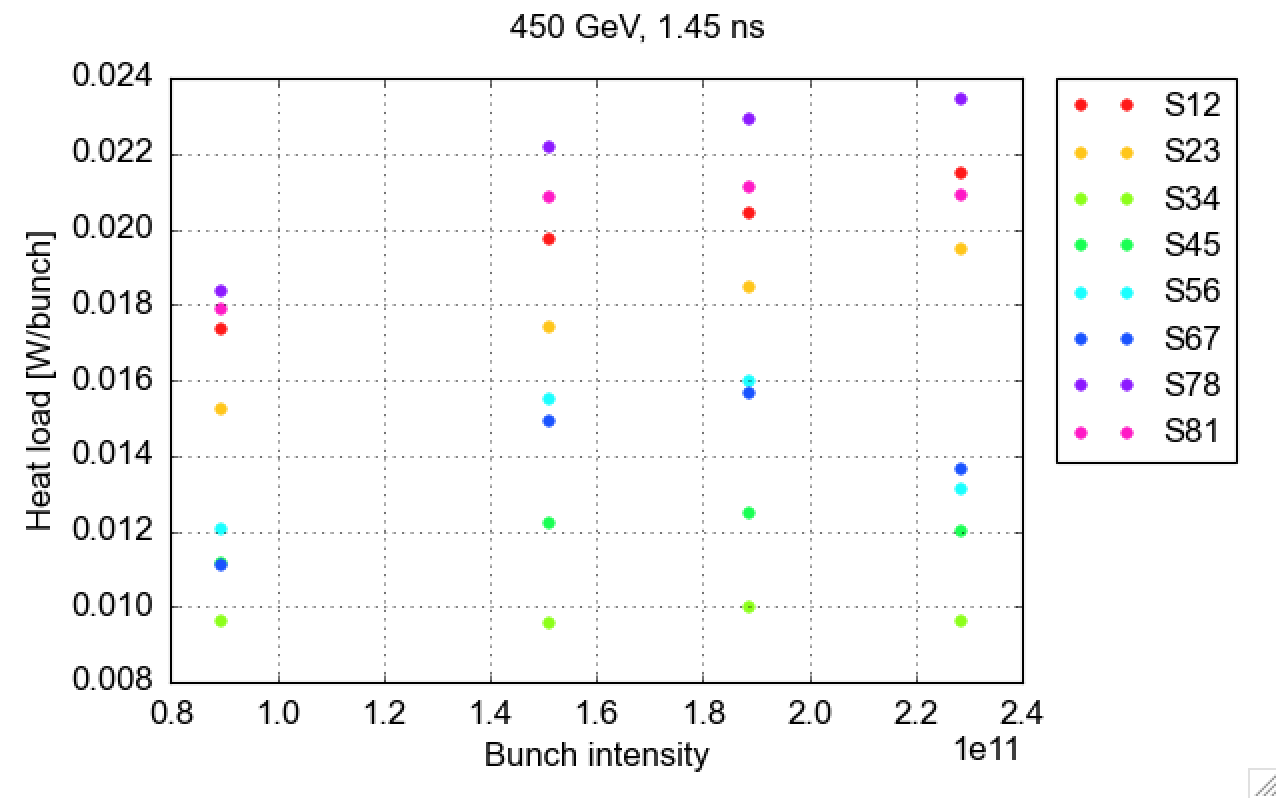 450 GeV, 1.45 ns
0.024
0.022
0.020
0.018
0.016
0.014
0.012
0.010
0.008
Heat load [W/bunch]
0.8 1.0 1.2 1.4 1.6 1.8 2.0 2.2 2.4
1e11
Bunch intensity
S12
S23
S34
S45
S56
S67
S78
S81